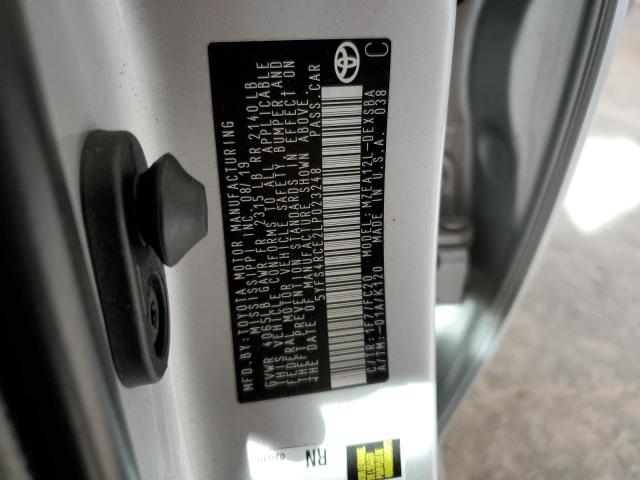 MFD.BY:TOYOTA MOTOR MANUFACTURING
MISSISSIPPI INC. 08/19
GVWR 4065LB GAWR FR 2315 LB RR 2140 LB
THIS VEHICLE CONFORMS TO ALL APPLICABLE
FEDERAL MOTOR VEHICLE SAFETY BUMPER AND
THEFT PREVENTION STANDARDS IN EFFECT ON
THE DATE OF MANUFACTURE SHOWN ABOVE.
5YFS4RCE2LP023248 PASS.CAR
C/TR: 1F7/FK20 MODEL: MZEA12L-DEXSBA
A/TM:-01A/K120 MADE IN U.S.A. 038
C
RN